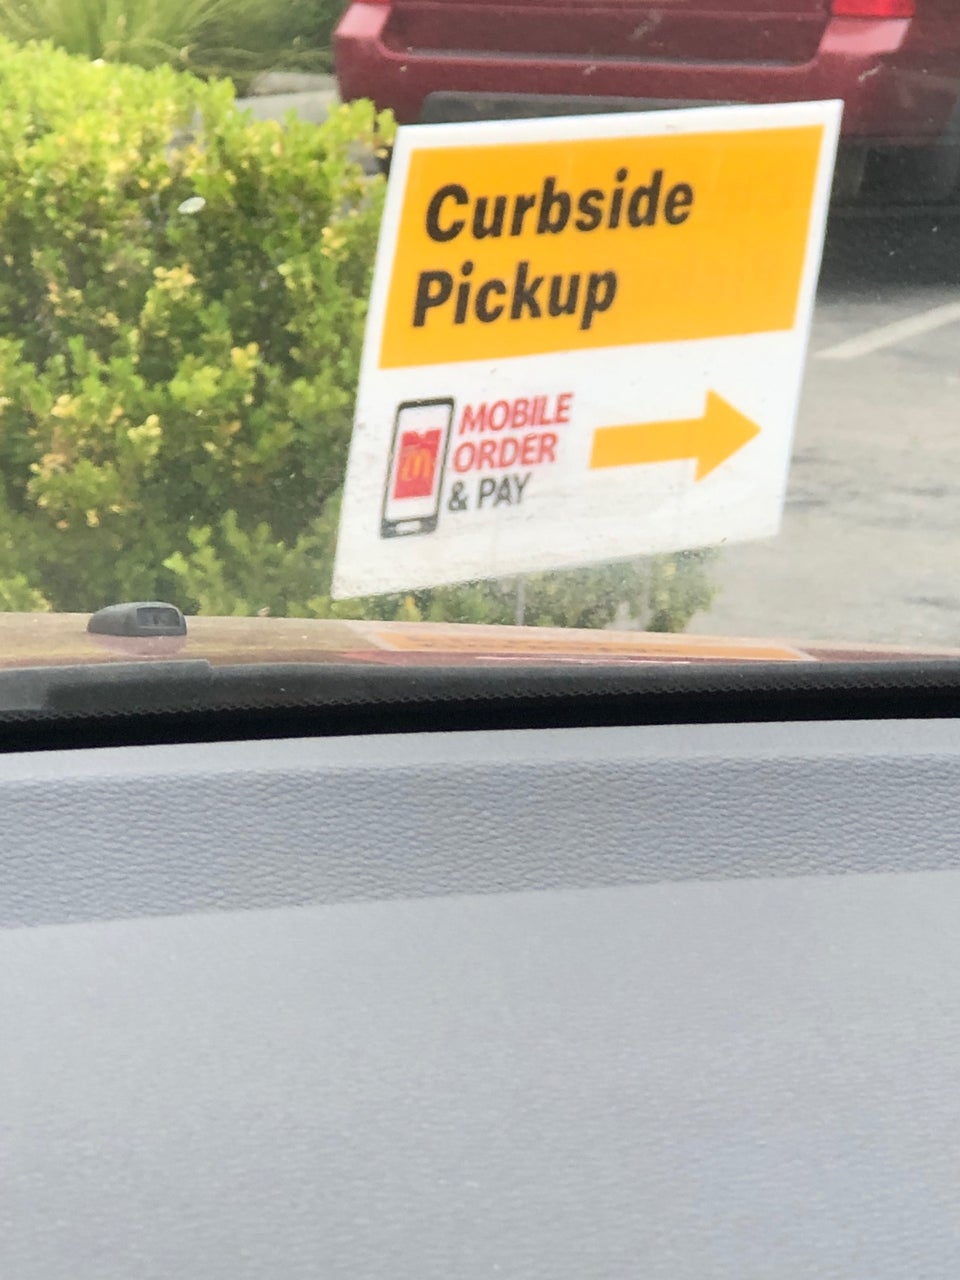 Curbside
Pickup
MOBILE
ORDER
& PAY